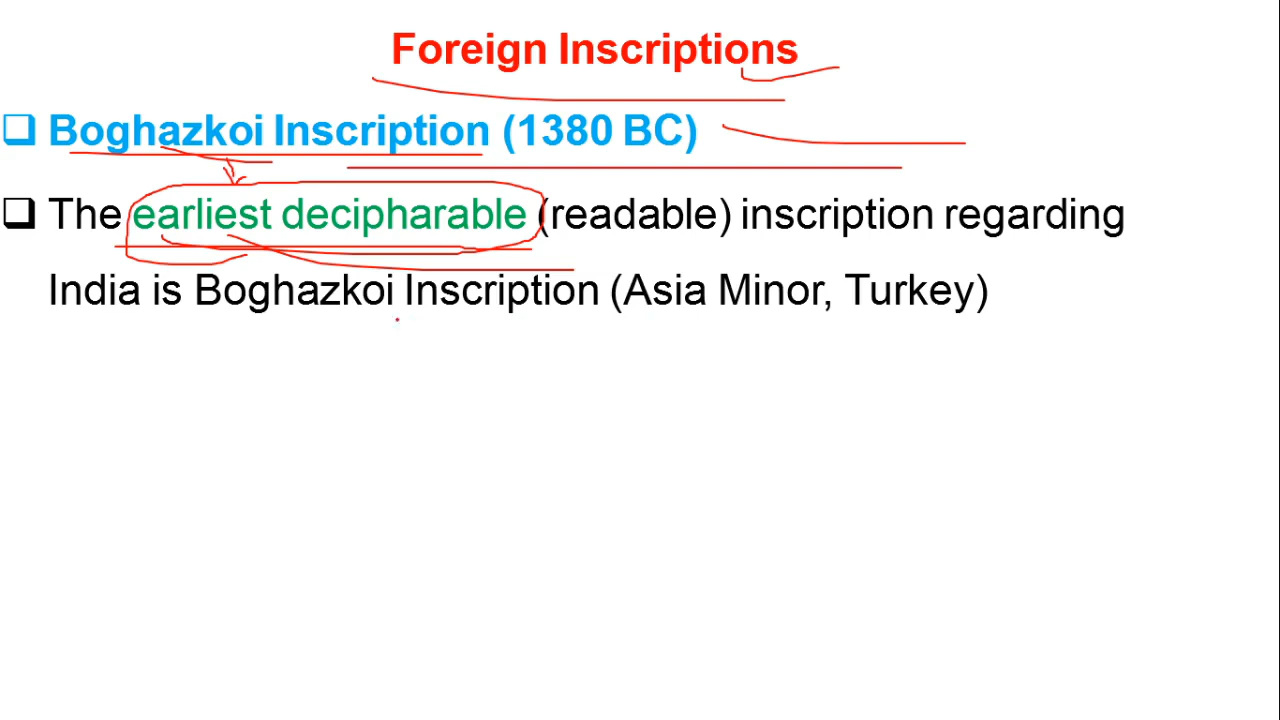 Foreign Inscriptions
❑ Boghazkoi Inscription (1380 BC)
❑ The earliest decipharable (readable) inscription regarding
India is Boghazkoi Inscription (Asia Minor, Turkey)